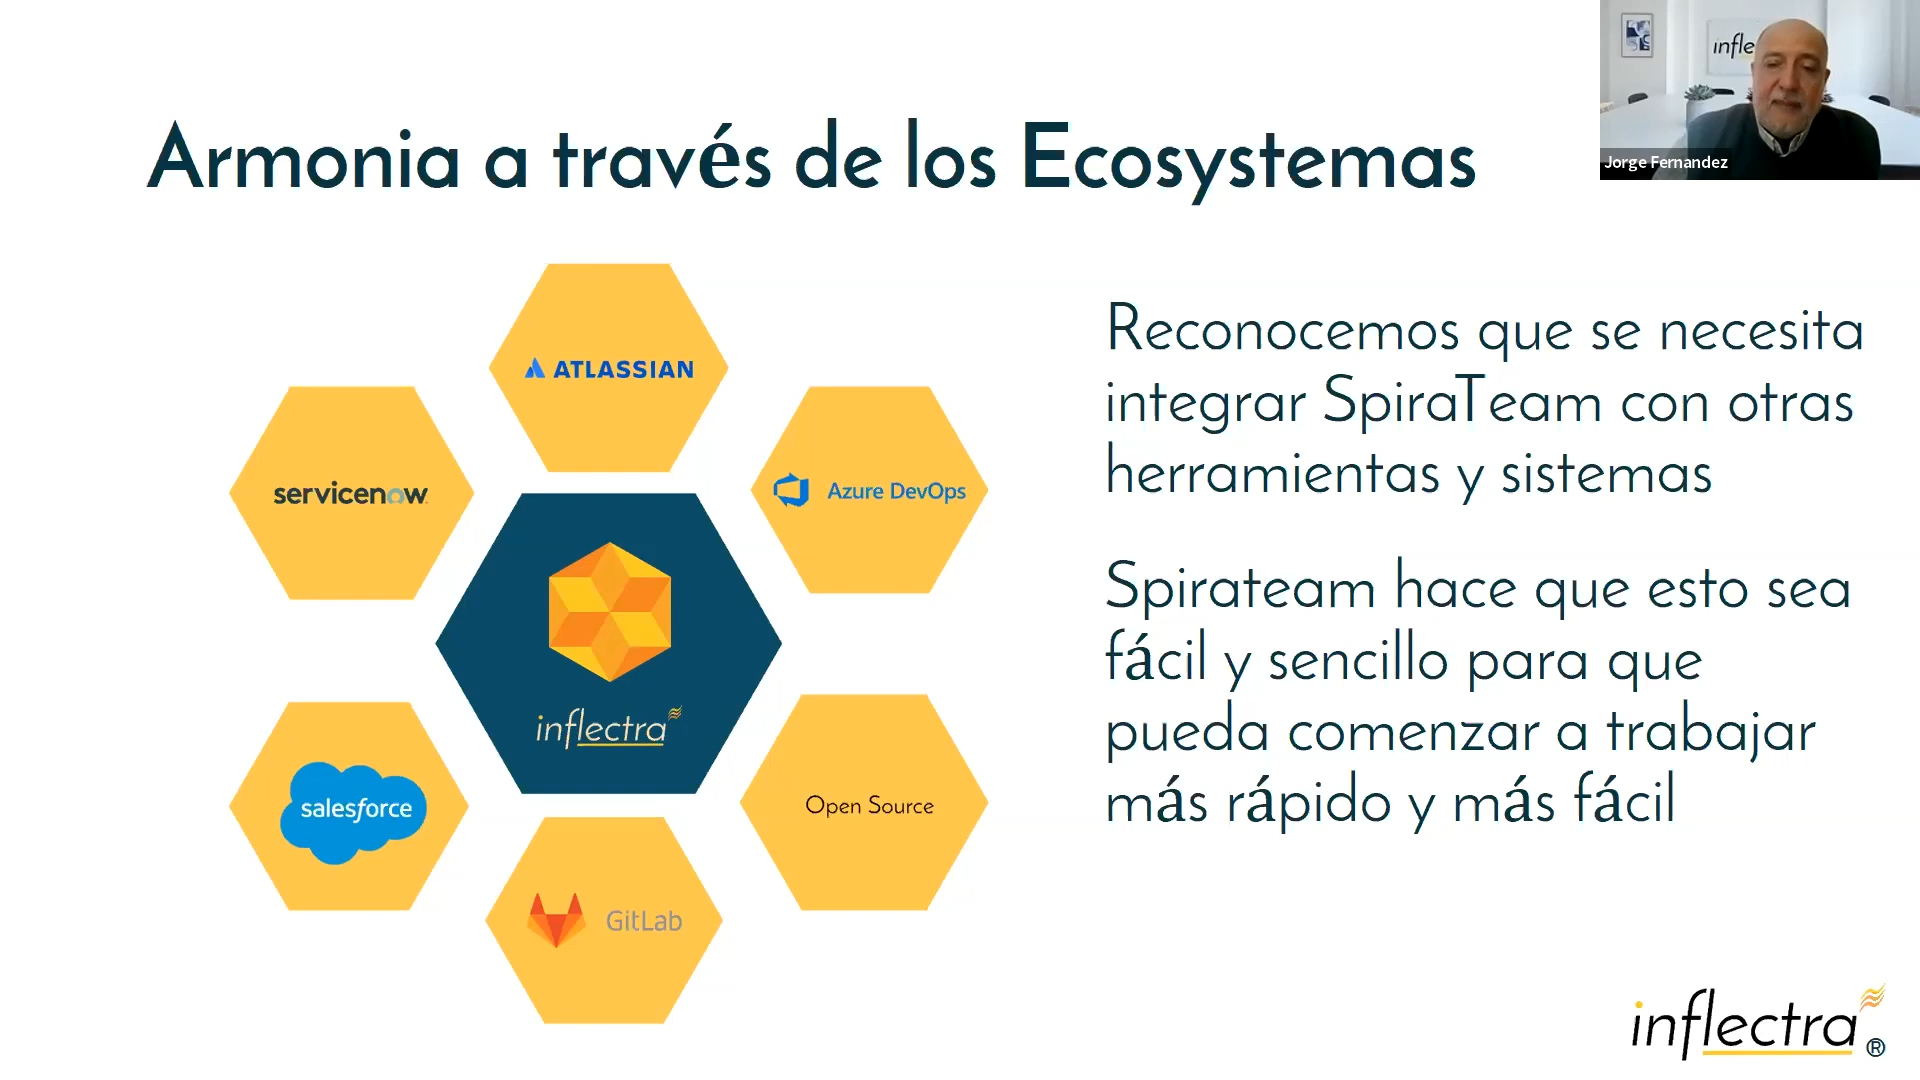 Armonia a través de los Ecosystemas
infle
Jorge Fernandez
ATLASSIAN
servicenow
Azure DevOps
inflectra
salesforce
Open Source
GitLab
Reconocemos que se necesita
integrar SpiraTeam con otras
herramientas y sistemas
Spirateam hace que esto sea
fácil y sencillo para que
pueda comenzar a trabajar
más rápido y más fácil
inflectra®